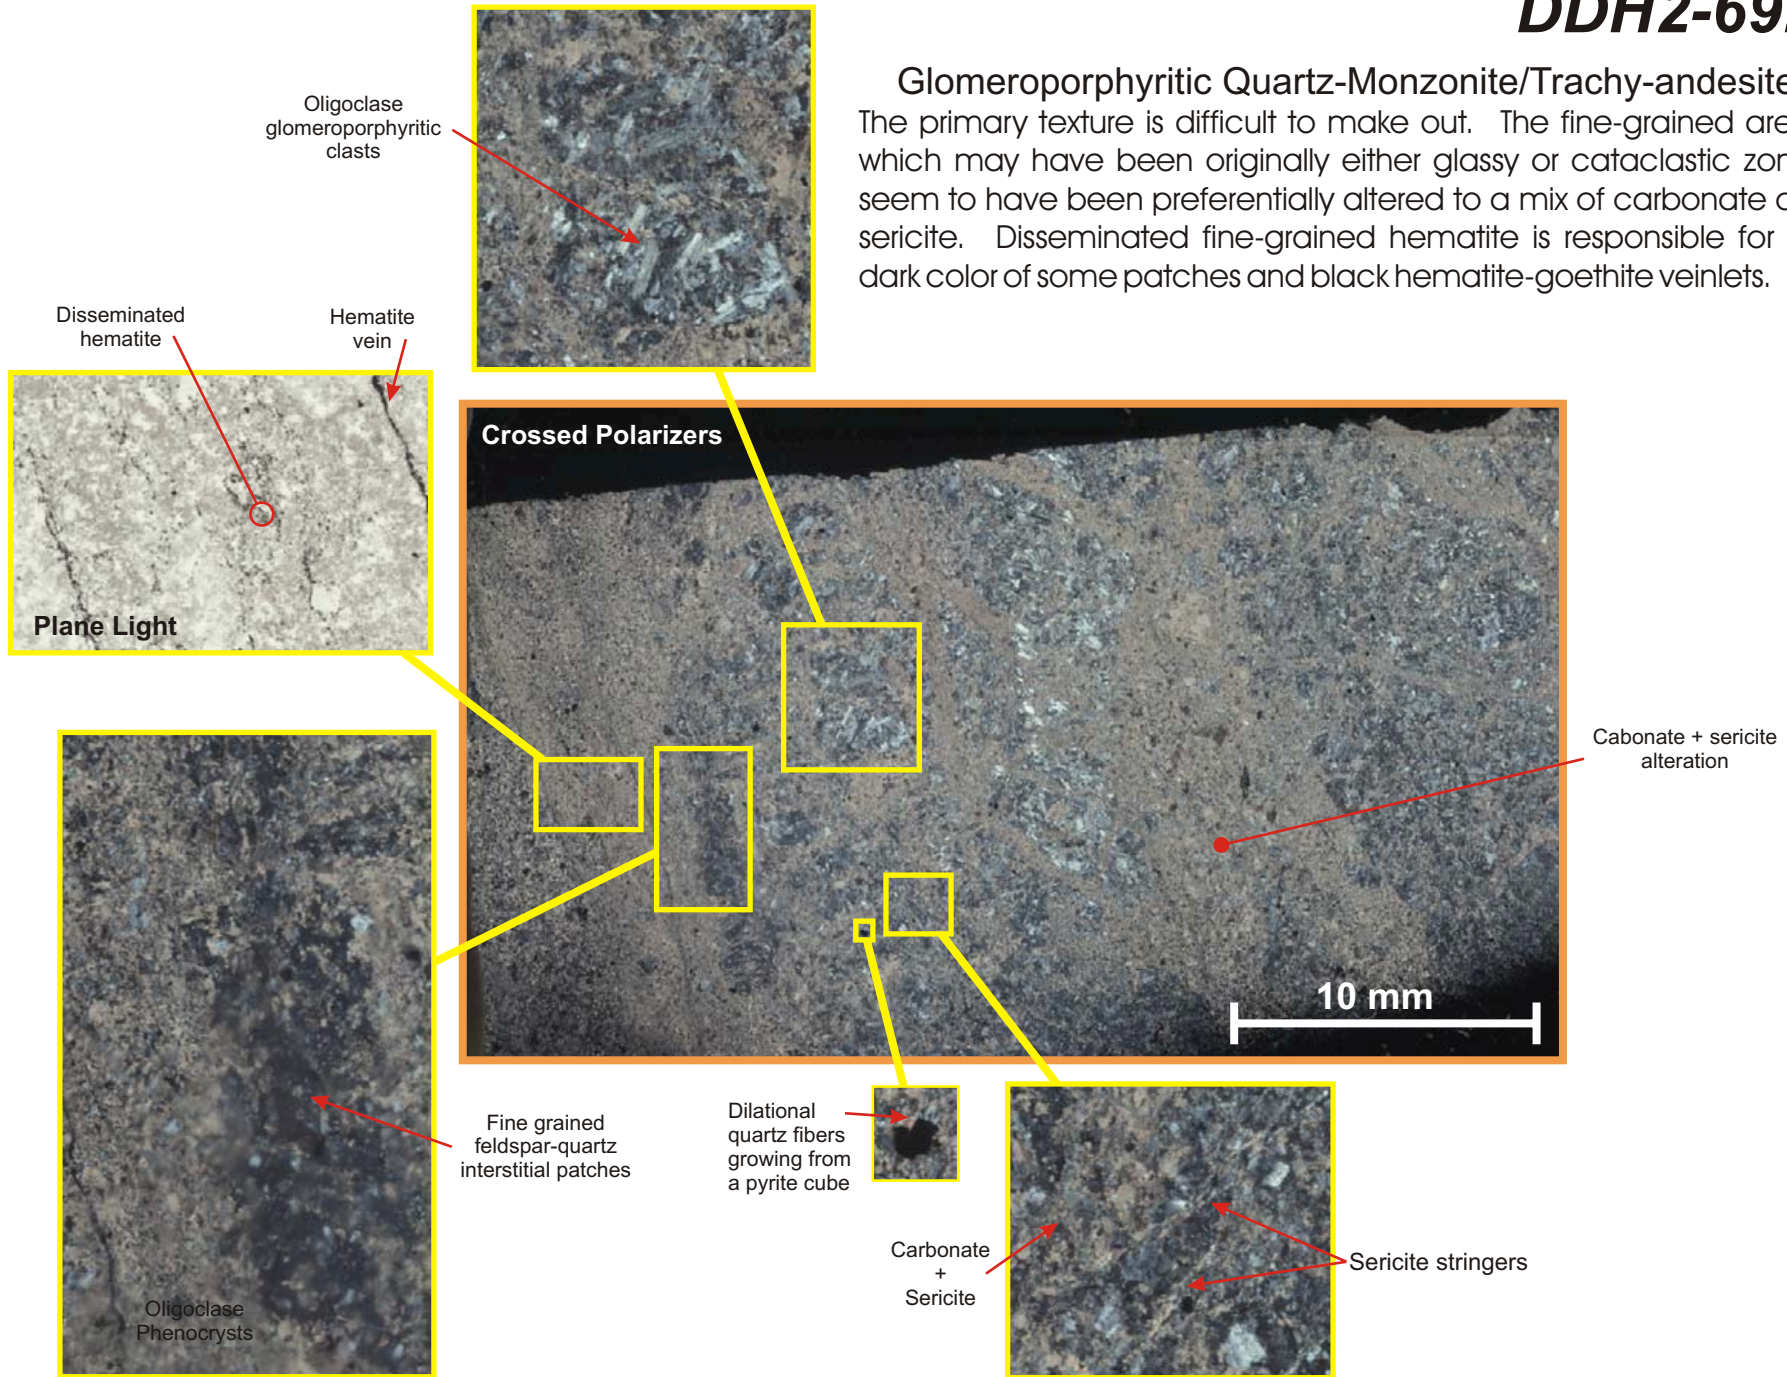 DDH2-69
Glomeroporphyritic Quartz-Monzonite/Trachy-andesite
The primary texture is difficult to make out. The fine-grained are
which may have been originally either glassy or cataclastic zon
seem to have been preferentially altered to a mix of carbonate
sericite. Disseminated fine-grained hematite is responsible for
dark color of some patches and black hematite-goethite veinlets.
Oligoclase
glomeroporphyritic
clasts
Disseminated
hematite
Hematite
vein
Plane Light
Crossed Polarizers
Cabonate + sericite
alteration
10 mm
Fine grained
feldspar-quartz
interstitial patches
Dilational
quartz fibers
growing from
a pyrite cube
Carbonate
+
Sericite
Sericite stringers
Oligoclase
Phenocrysts